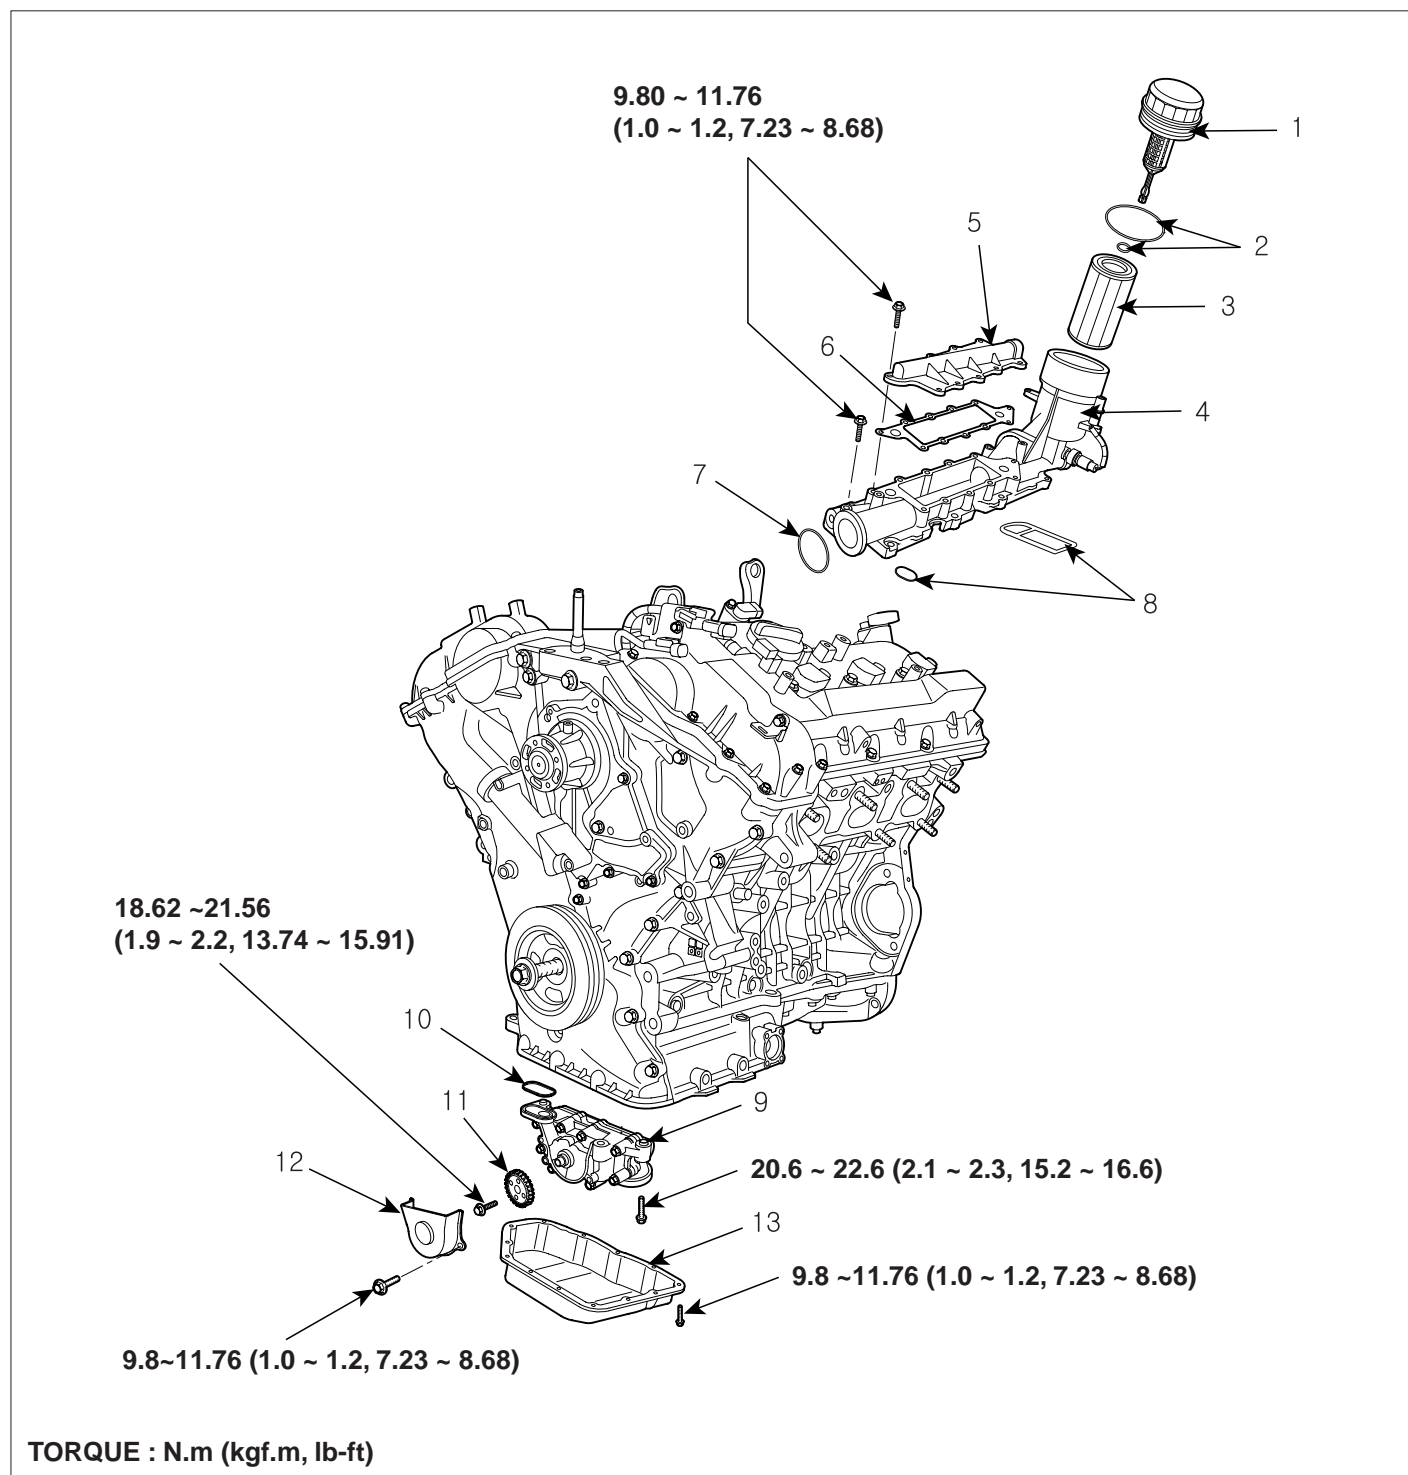 9.80 ~ 11.76
(1.0 ~ 1.2, 7.23 ~ 8.68)
1
5
2
3
6
4
7
8
18.62 ~21.56
(1.9 ~ 2.2, 13.74 ~ 15.91)
10
11
9
12
20.6 ~ 22.6 (2.1 ~ 2.3, 15.2 ~ 16.6)
13
9.8 ~11.76 (1.0 ~ 1.2, 7.23 ~ 8.68)
9.8~11.76 (1.0 ~ 1.2, 7.23 ~ 8.68)
TORQUE : N.m (kgf.m, lb-ft)